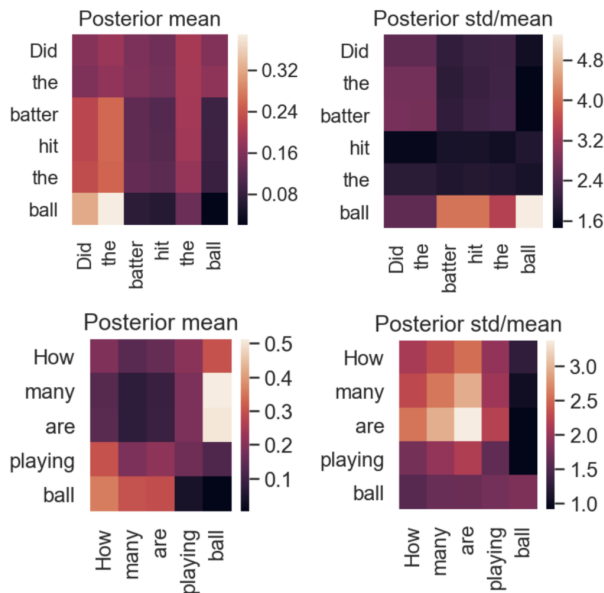 Posterior mean
Did
the
batter
hit
the
ball
Did
the
batter
hit
the
ball
0.32
0.24
0.16
0.08
Posterior std/mean
Did
the
batter
hit
the
ball
Did
the
batter
hit
the
ball
4.8
4.0
3.2
2.4
1.6
Posterior mean
How
many
are
playing
ball
How
many
are
playing
ball
0.5
0.4
0.3
0.2
0.1
Posterior std/mean
How
many
are
playing
ball
How
many
are
playing
ball
3.0
2.5
2.0
1.5
1.0